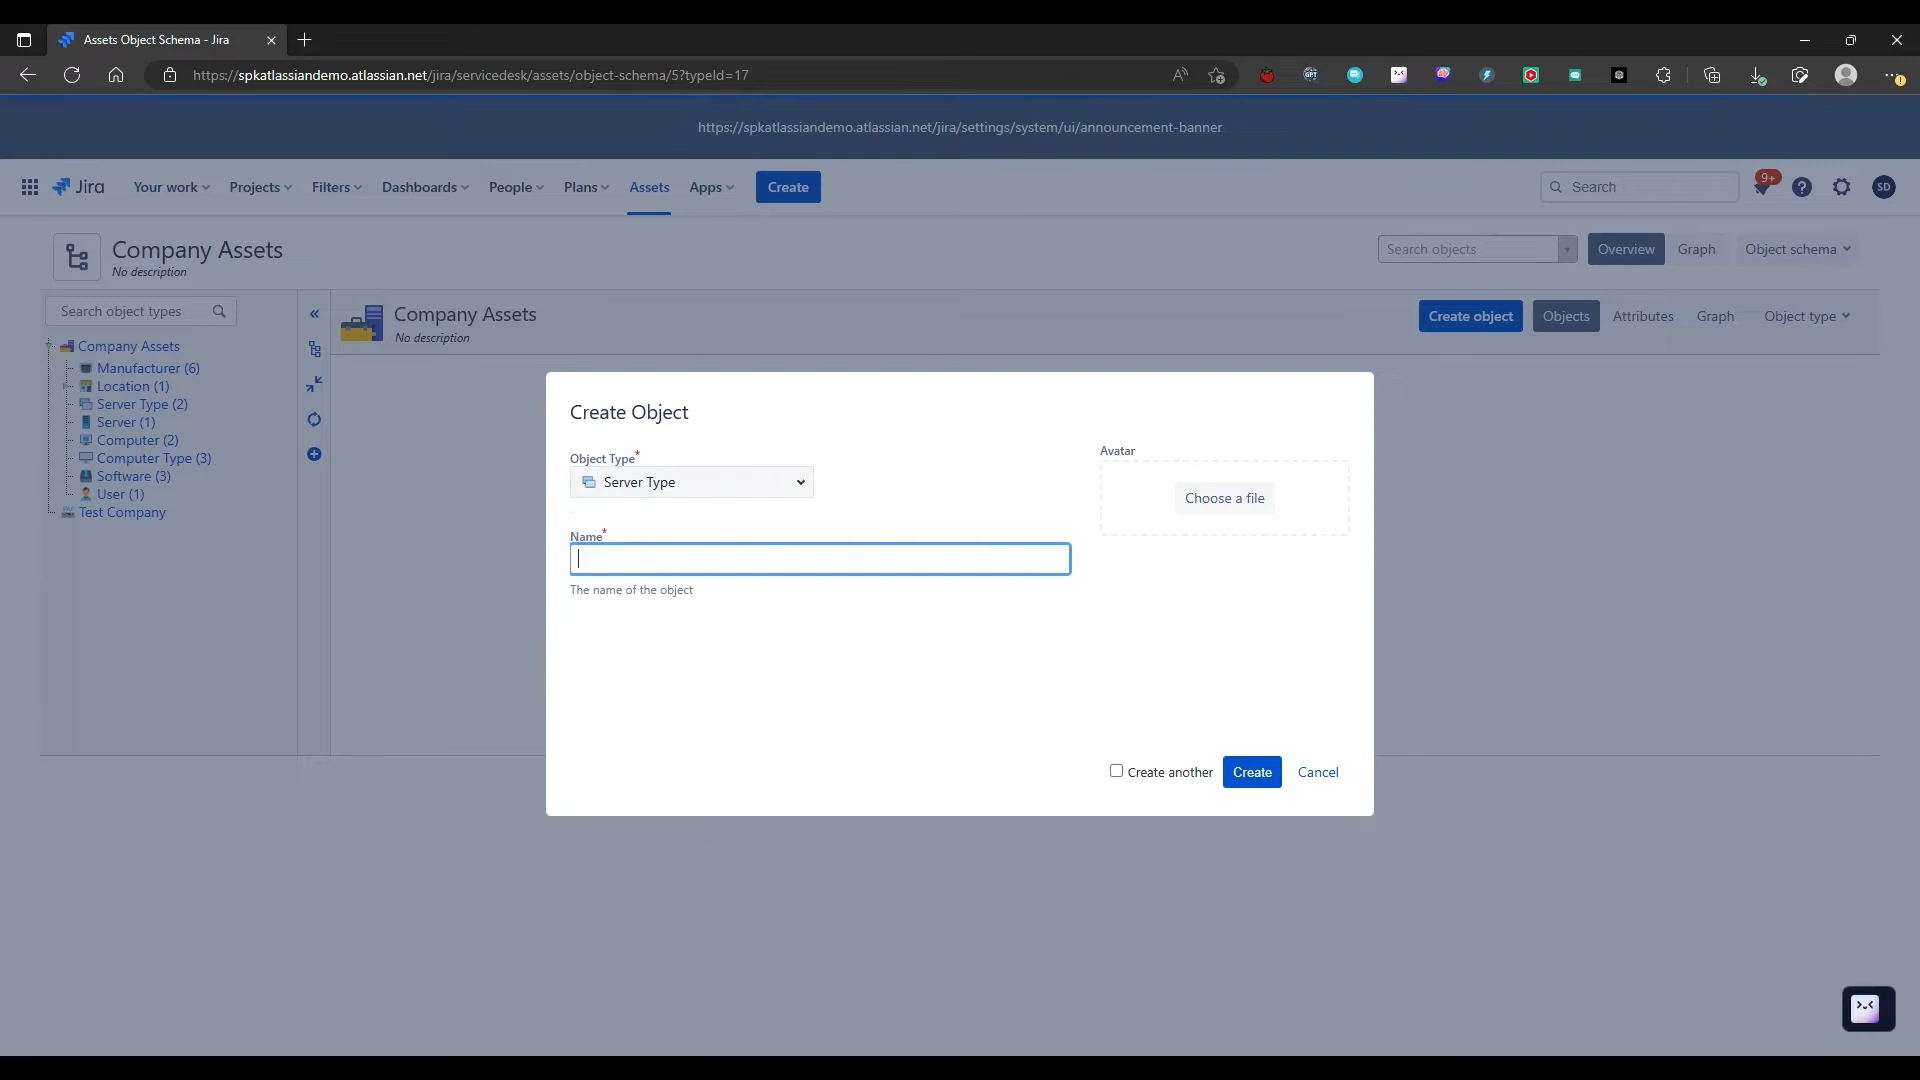 Assets Object Schema - Jira
https://spkatlassiandemo.atlassian.net/jira/servicedesk/assets/object-schema/5?typeId=17
https://spkatlassiandemo.atlassian.net/jira/settings/system/ui/announcement-banner
Jira
Your work
Projects
Filters
Dashboards
People
Plans
Assets
Apps
Create
Search
9+
SD
Company Assets
No description
Search objects
Overview
Graph
Object schema
Search object types
Company Assets
Manufacturer (6)
Location (1)
Server Type (2)
Server (1)
Computer (2)
Computer Type (3)
Software (3)
User (1)
Test Company
Company Assets
No description
Create object
Objects
Attributes
Graph
Object type
Create Object
Object Type*
Server Type
Name*
The name of the object
Avatar
Choose a file
Create another
Create
Cancel